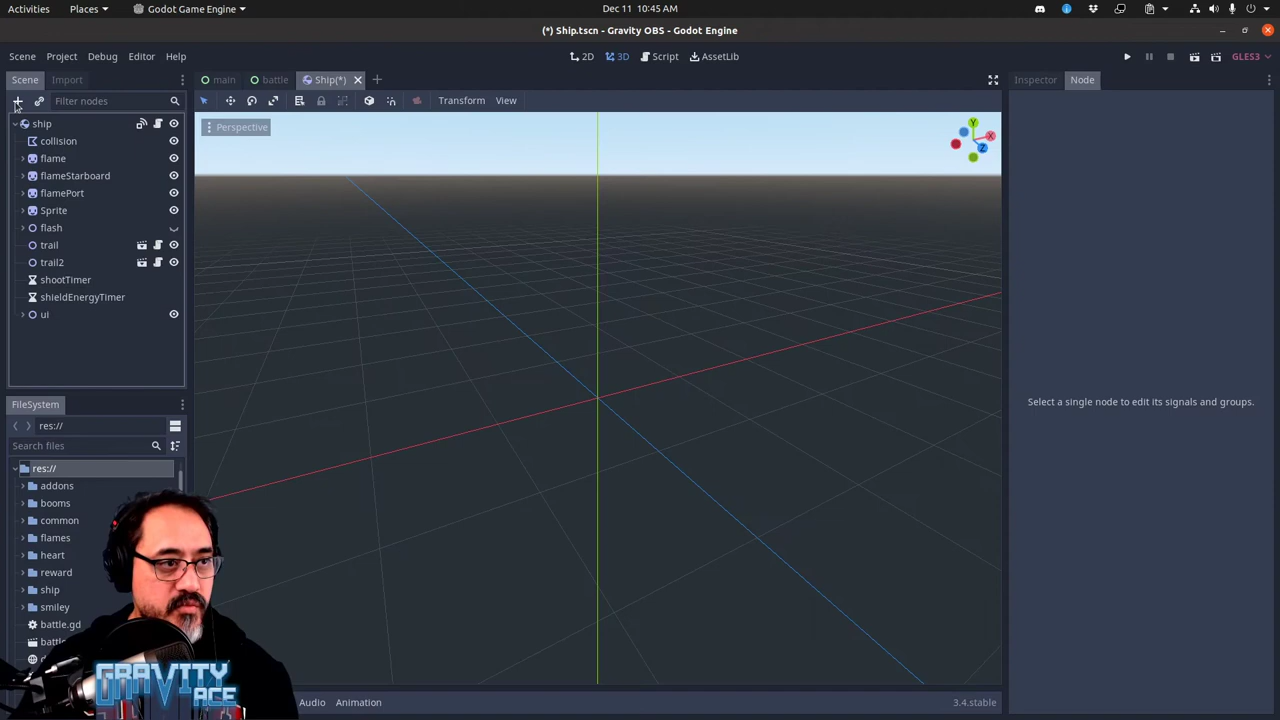 Activities
Places
Godot Game Engine
Dec 11 10:45 AM
(*) Ship.tscn - Gravity OBS - Godot Engine
Scene Project Debug Editor Help
2D 3D Script AssetLib
GLES3
Scene Import
main battle Ship(*)
Inspector Node
Filter nodes
Transform View
ship
collision
flame
flameStarboard
flamePort
Sprite
flash
trail
trail2
shootTimer
shieldEnergyTimer
ui
Perspective
Y
X
Z
Select a single node to edit its signals and groups.
FileSystem
res://
Search files
res://
addons
booms
common
flames
heart
reward
ship
smiley
battle.gd
GRAVITY
ACE
Audio Animation
3.4.stable